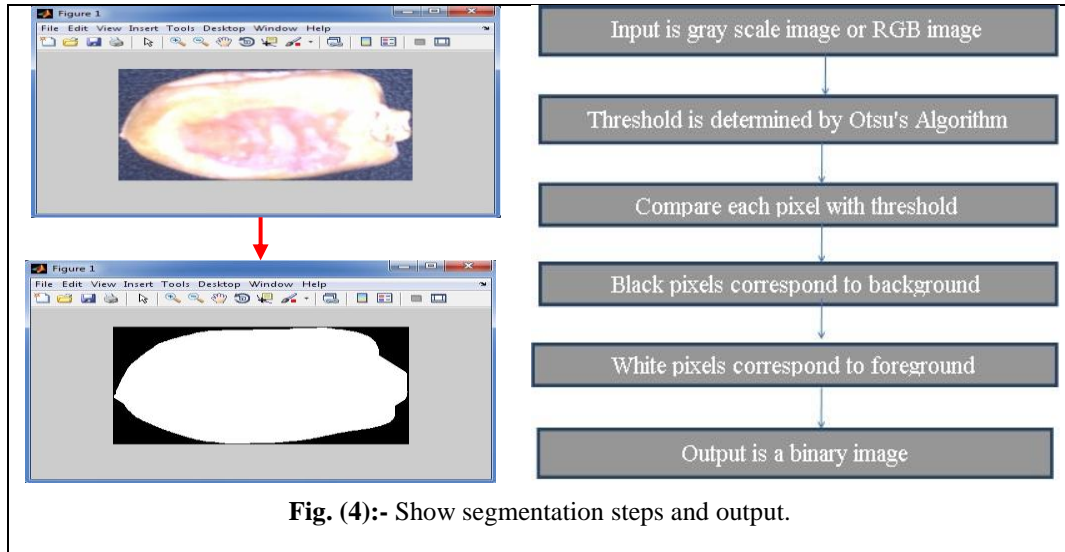 Figure 1
File Edit View Insert Tools Desktop Window Help
Figure 1
File Edit View Insert Tools Desktop Window Help
Input is gray scale image or RGB image
Threshold is determined by Otsu's Algorithm
Compare each pixel with threshold
Black pixels correspond to background
White pixels correspond to foreground
Output is a binary image
Fig. (4):- Show segmentation steps and output.